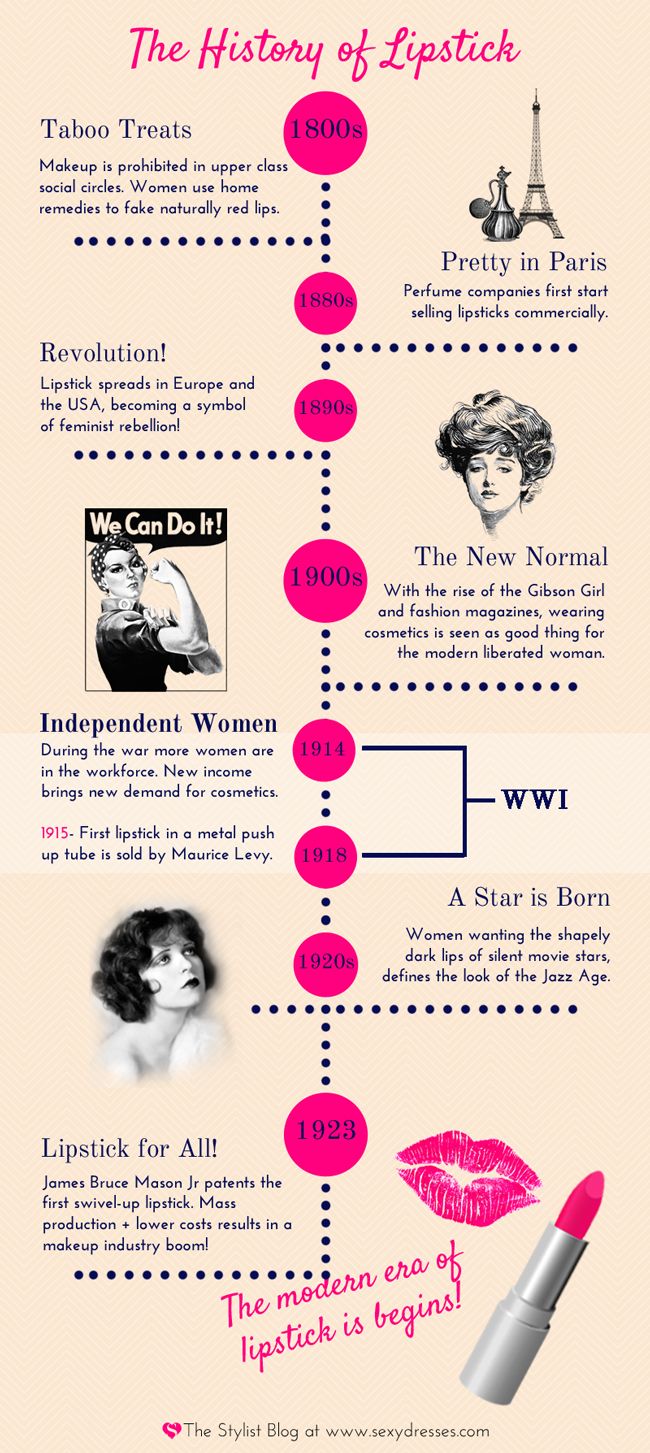 The History of Lipstick
1800s
Taboo Treats
Makeup is prohibited in upper class
social circles. Women use home
remedies to fake naturally red lips.
1880s
Pretty in Paris
Perfume companies first start
selling lipsticks commercially.
1890s
Revolution!
Lipstick spreads in Europe and
the USA, becoming a symbol
of feminist rebellion!
We Can Do It!
1900s
The New Normal
With the rise of the Gibson Girl
and fashion magazines, wearing
cosmetics is seen as good thing for
the modern liberated woman.
Independent Women
During the war more women are
in the workforce. New income
brings new demand for cosmetics.
1915- First lipstick in a metal push
up tube is sold by Maurice Levy.
1914
WWI
1918
1920s
A Star is Born
Women wanting the shapely
dark lips of silent movie stars,
defines the look of the Jazz Age.
1923
Lipstick for All!
James Bruce Mason Jr patents the
first swivel-up lipstick. Mass
production + lower costs results in a
makeup industry boom!
The modern era of
lipstick is begins!
The Stylist Blog at www.sexydresses.com